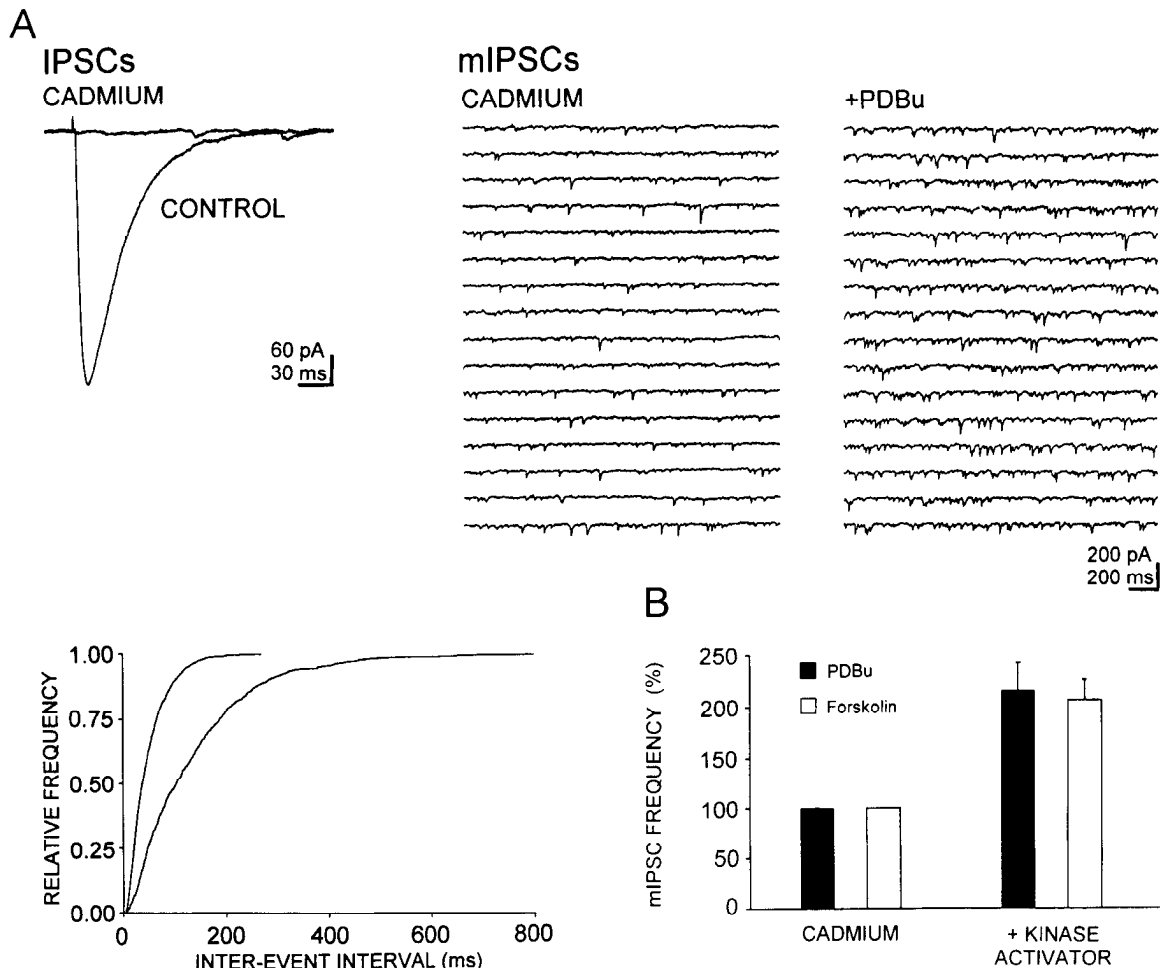 A
IPSCs
CADMIUM
CONTROL
60 pA
30 ms
mIPSCs
CADMIUM
+PDBu
200 pA
200 ms
RELATIVE FREQUENCY
1.00
0.75
0.50
0.25
0.00
0 200 400 600 800
INTER-EVENT INTERVAL (ms)
B
mIPSC FREQUENCY (%)
250
200
150
100
50
0
PDBu
Forskolin
CADMIUM
+ KINASE
ACTIVATOR